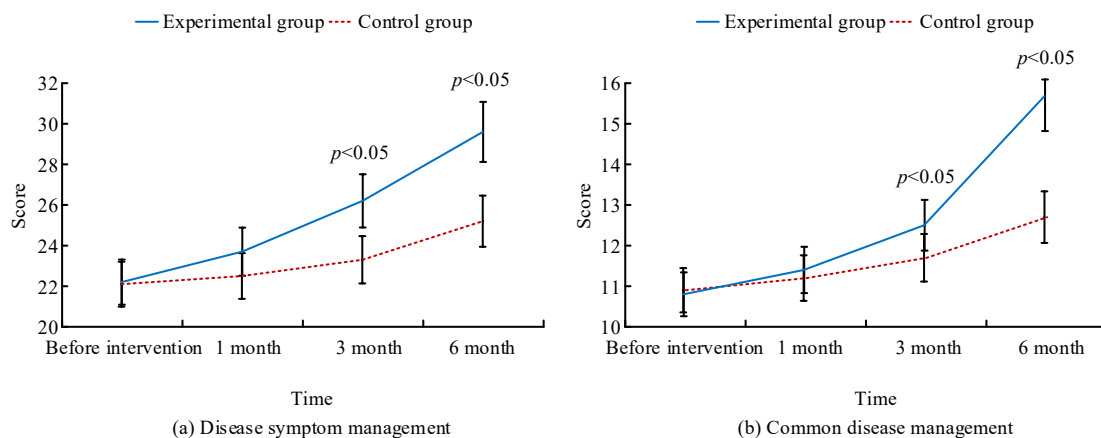 Experimental group
Control group
32
30
28
26
24
22
20
Score
p<0.05
p<0.05
Before intervention
1 month
3 month
6 month
Time
(a) Disease symptom management
Experimental group
Control group
16
15
14
13
12
11
10
Score
p<0.05
p<0.05
Before intervention
1 month
3 month
6 month
Time
(b) Common disease management